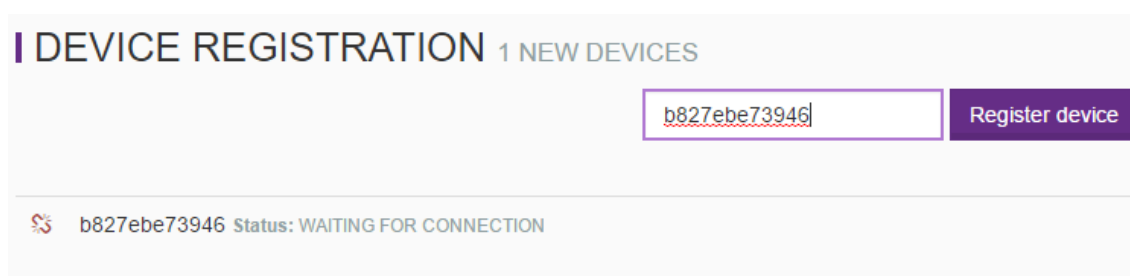 DEVICE REGISTRATION 1 NEW DEVICES
b827ebe73946 Register device
b827ebe73946 Status: WAITING FOR CONNECTION